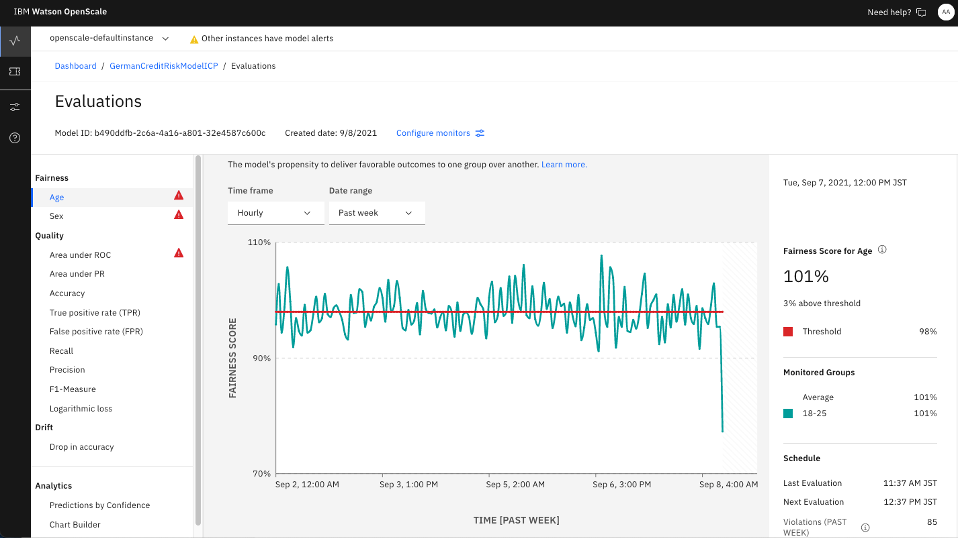 IBM Watson OpenScale
Need help?
AA
openscale-defaultinstance
Other instances have model alerts
Dashboard / GermanCreditRiskModelICP / Evaluations
Evaluations
Model ID: b490ddfb-2c6a-4a16-a801-32e4587c600c
Created date: 9/8/2021
Configure monitors
Fairness
Age
Sex
Quality
Area under ROC
Area under PR
Accuracy
True positive rate (TPR)
False positive rate (FPR)
Recall
Precision
F1-Measure
Logarithmic loss
Drift
Drop in accuracy
Analytics
Predictions by Confidence
Chart Builder
The model's propensity to deliver favorable outcomes to one group over another. Learn more.
Time frame
Date range
Hourly
Past week
110%
90%
70%
FAIRNESS SCORE
Sep 2, 12:00 AM
Sep 3, 1:00 PM
Sep 5, 2:00 AM
Sep 6, 3:00 PM
Sep 8, 4:00 AM
TIME [PAST WEEK]
Tue, Sep 7, 2021, 12:00 PM JST
Fairness Score for Age
101%
3% above threshold
Threshold 98%
Monitored Groups
Average 101%
18-25 101%
Schedule
Last Evaluation 11:37 AM JST
Next Evaluation 12:37 PM JST
Violations (PAST WEEK) 85